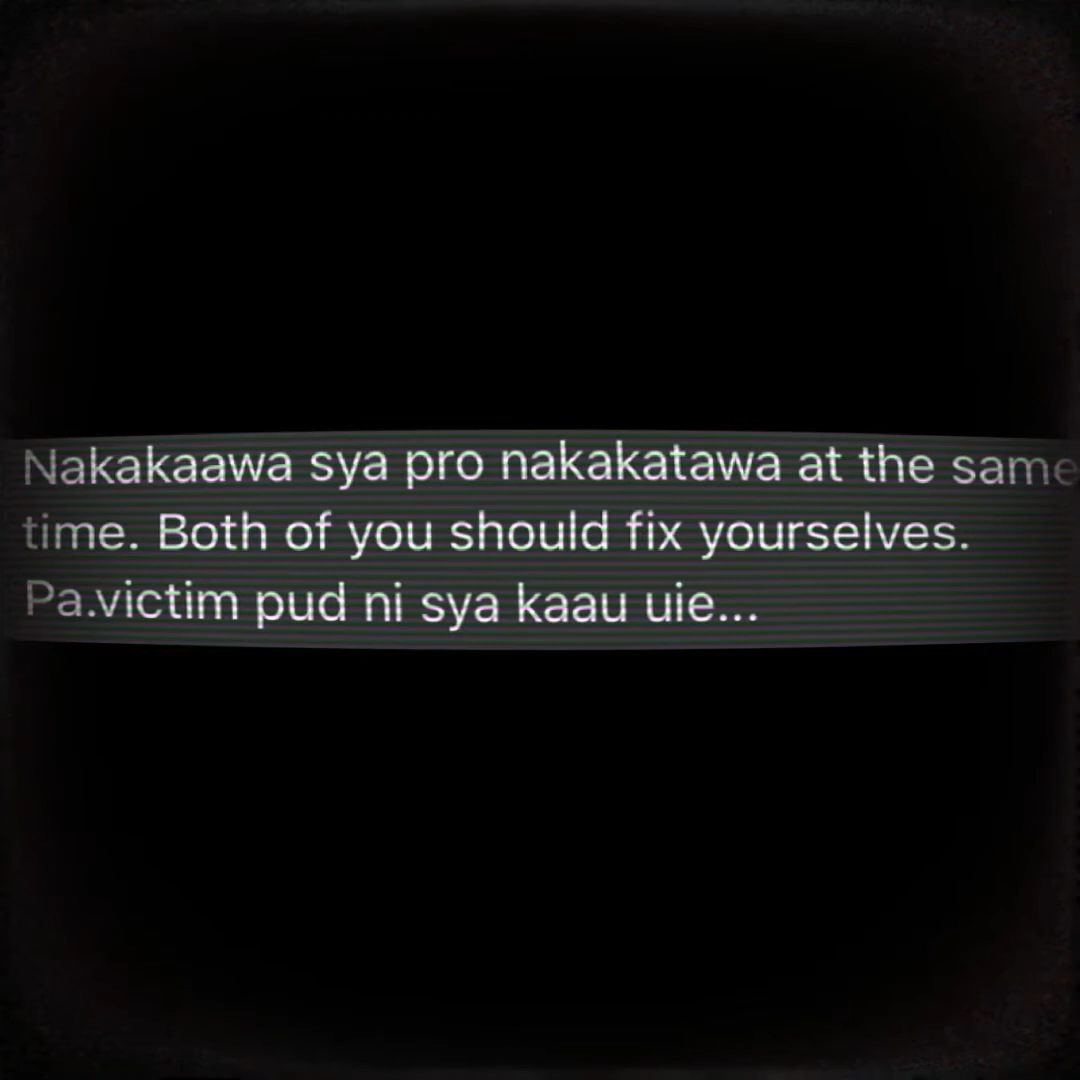 Nakakaawa sya pro nakakatawa at the same
time. Both of you should fix yourselves.
Pa.victim pud ni sya kaau uie...